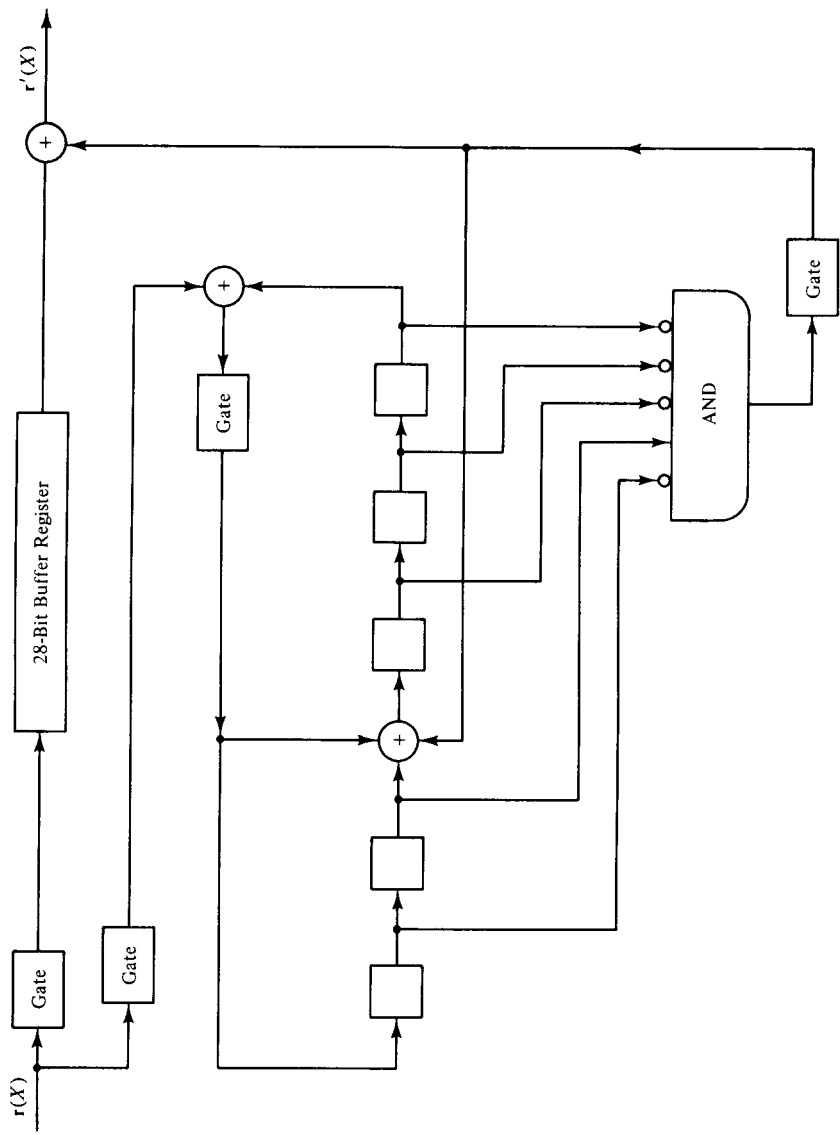 r(X)
Gate
28-Bit Buffer Register
+
r′(X)
Gate
Gate
+
+
AND
Gate